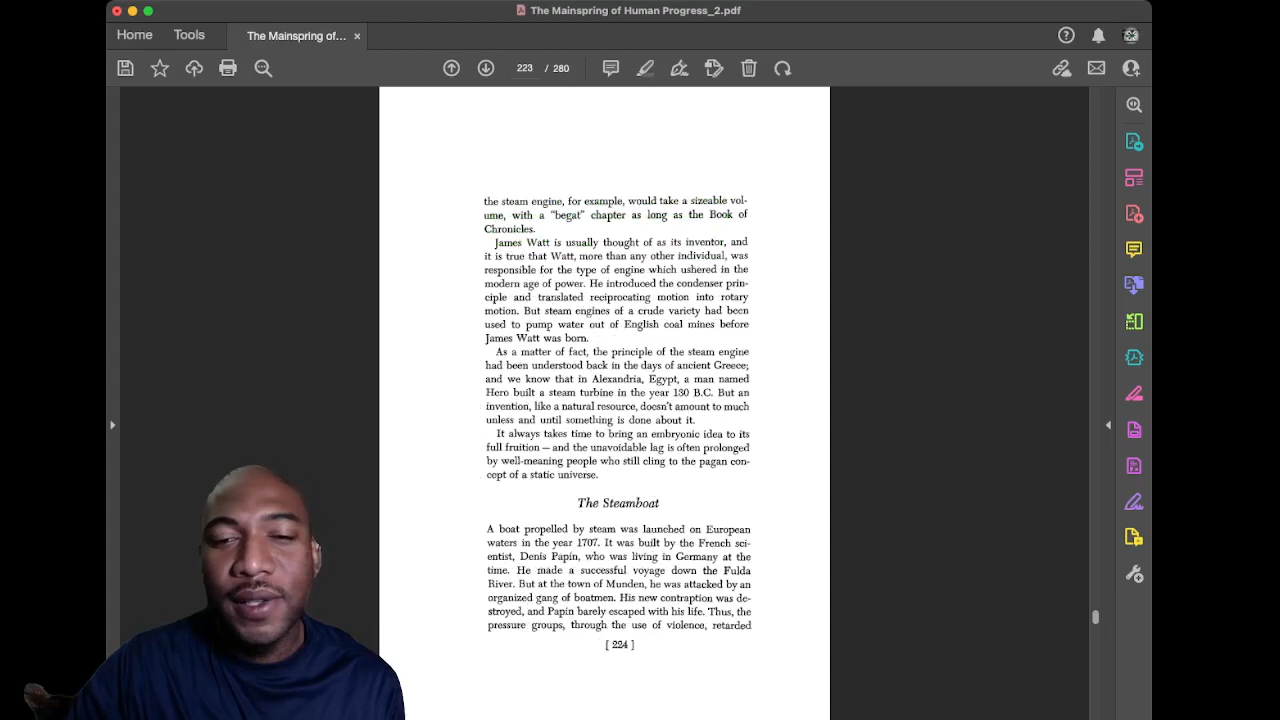 The Mainspring of Human Progress_2.pdf
Home
Tools
The Mainspring of...
223 / 280
the steam engine, for example, would take a sizeable vol-
ume, with a "begat" chapter as long as the Book of
Chronicles.
James Watt is usually thought of as its inventor, and
it is true that Watt, more than any other individual, was
responsible for the type of engine which ushered in the
modern age of power. He introduced the condenser prin-
ciple and translated reciprocating motion into rotary
motion. But steam engines of a crude variety had been
used to pump water out of English coal mines before
James Watt was born.
As a matter of fact, the principle of the steam engine
had been understood back in the days of ancient Greece;
and we know that in Alexandria, Egypt, a man named
Hero built a steam turbine in the year 130 B.C. But an
invention, like a natural resource, doesn't amount to much
unless and until something is done about it.
It always takes time to bring an embryonic idea to its
full fruition — and the unavoidable lag is often prolonged
by well-meaning people who still cling to the pagan con-
cept of a static universe.
The Steamboat
A boat propelled by steam was launched on European
waters in the year 1707. It was built by the French sci-
entist, Denis Papin, who was living in Germany at the
time. He made a successful voyage down the Fulda
River. But at the town of Munden, he was attacked by an
organized gang of boatmen. His new contraption was de-
stroyed, and Papin barely escaped with his life. Thus, the
pressure groups, through the use of violence, retarded
[ 224 ]